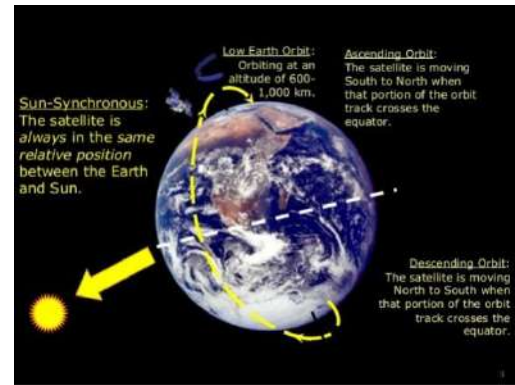 Low Earth Orbit:
Orbiting at an
altitude of 600-
1,000 km.
Ascending Orbit:
The satellite is moving
South to North when
that portion of the orbit
track crosses the
equator.
Sun-Synchronous:
The satellite is
always in the same
relative position
between the Earth
and Sun.
Descending Orbit:
The satellite is moving
North to South when
that portion of the orbit
track crosses the
equator.